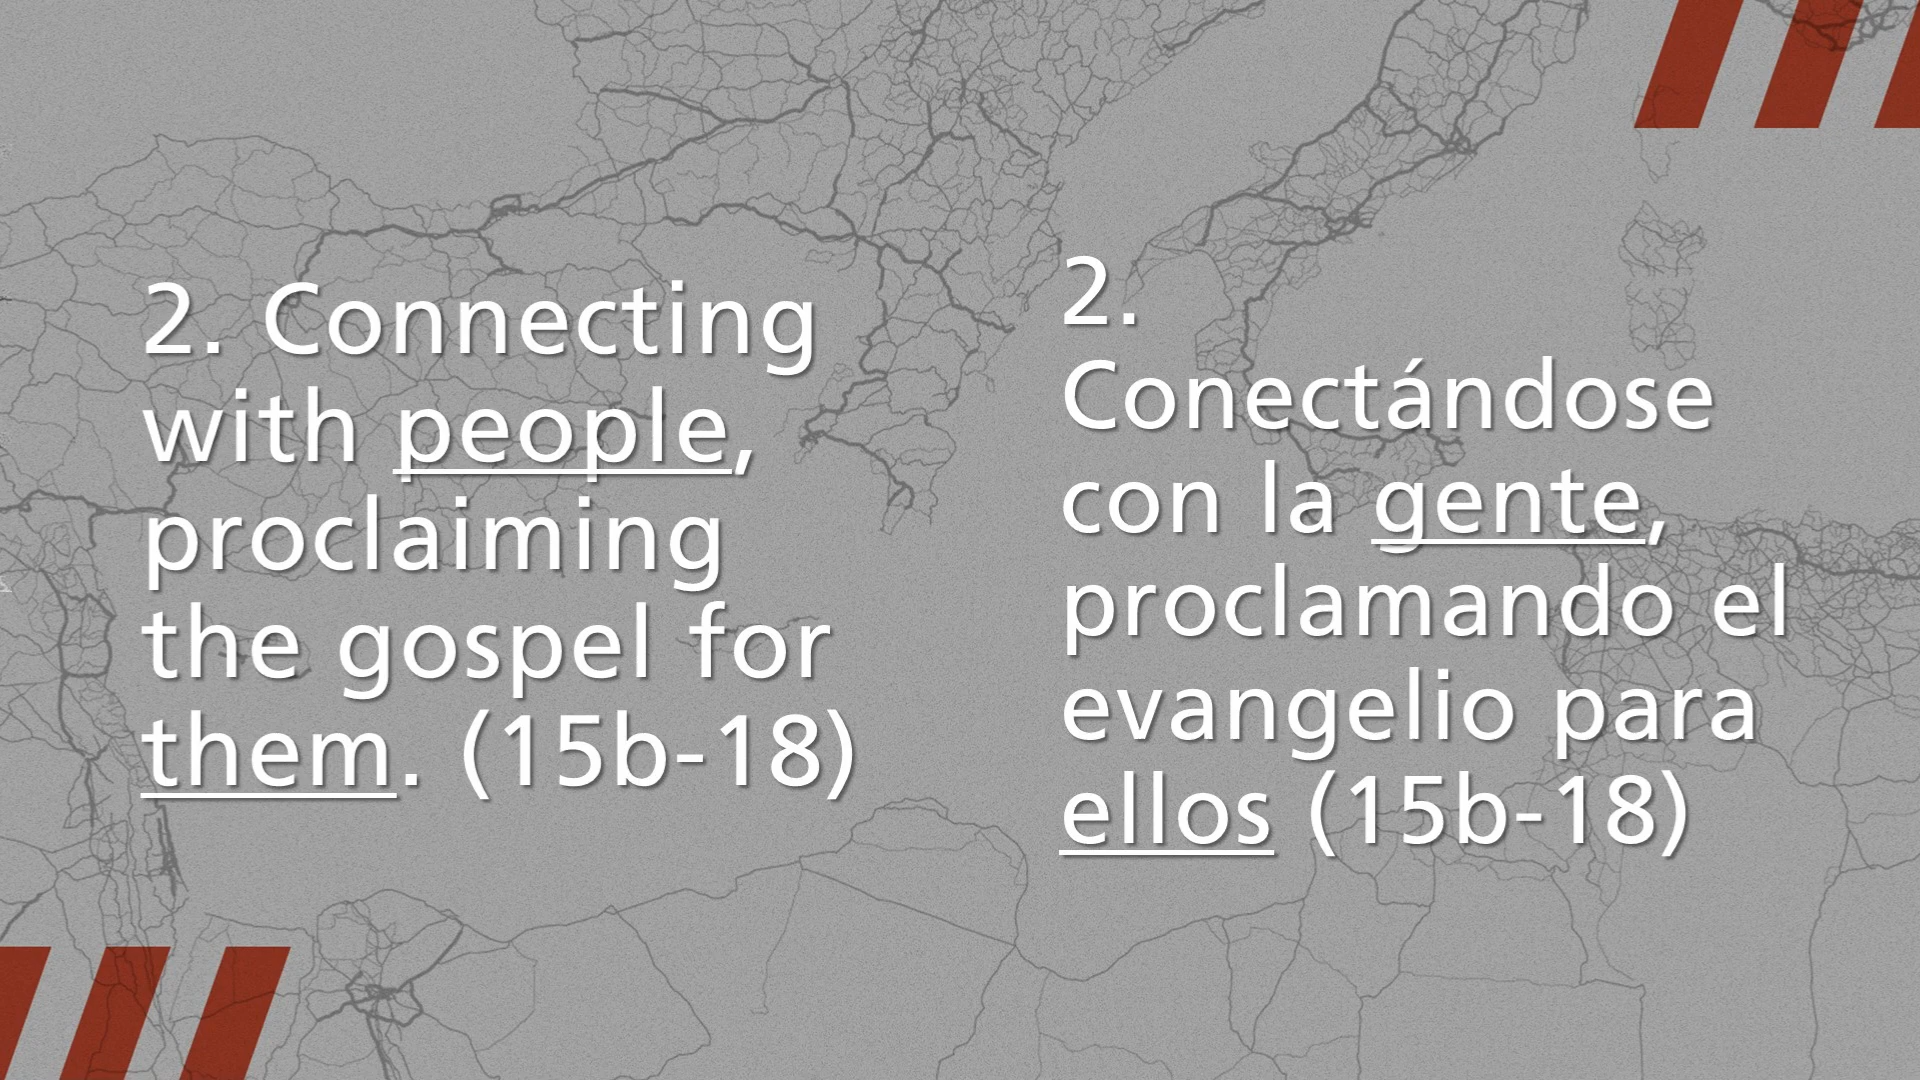 2. Connecting
with people,
proclaiming
the gospel for
them. (15b-18)
2.
Conectándose
con la gente,
proclamando el
evangelio para
ellos (15b-18)